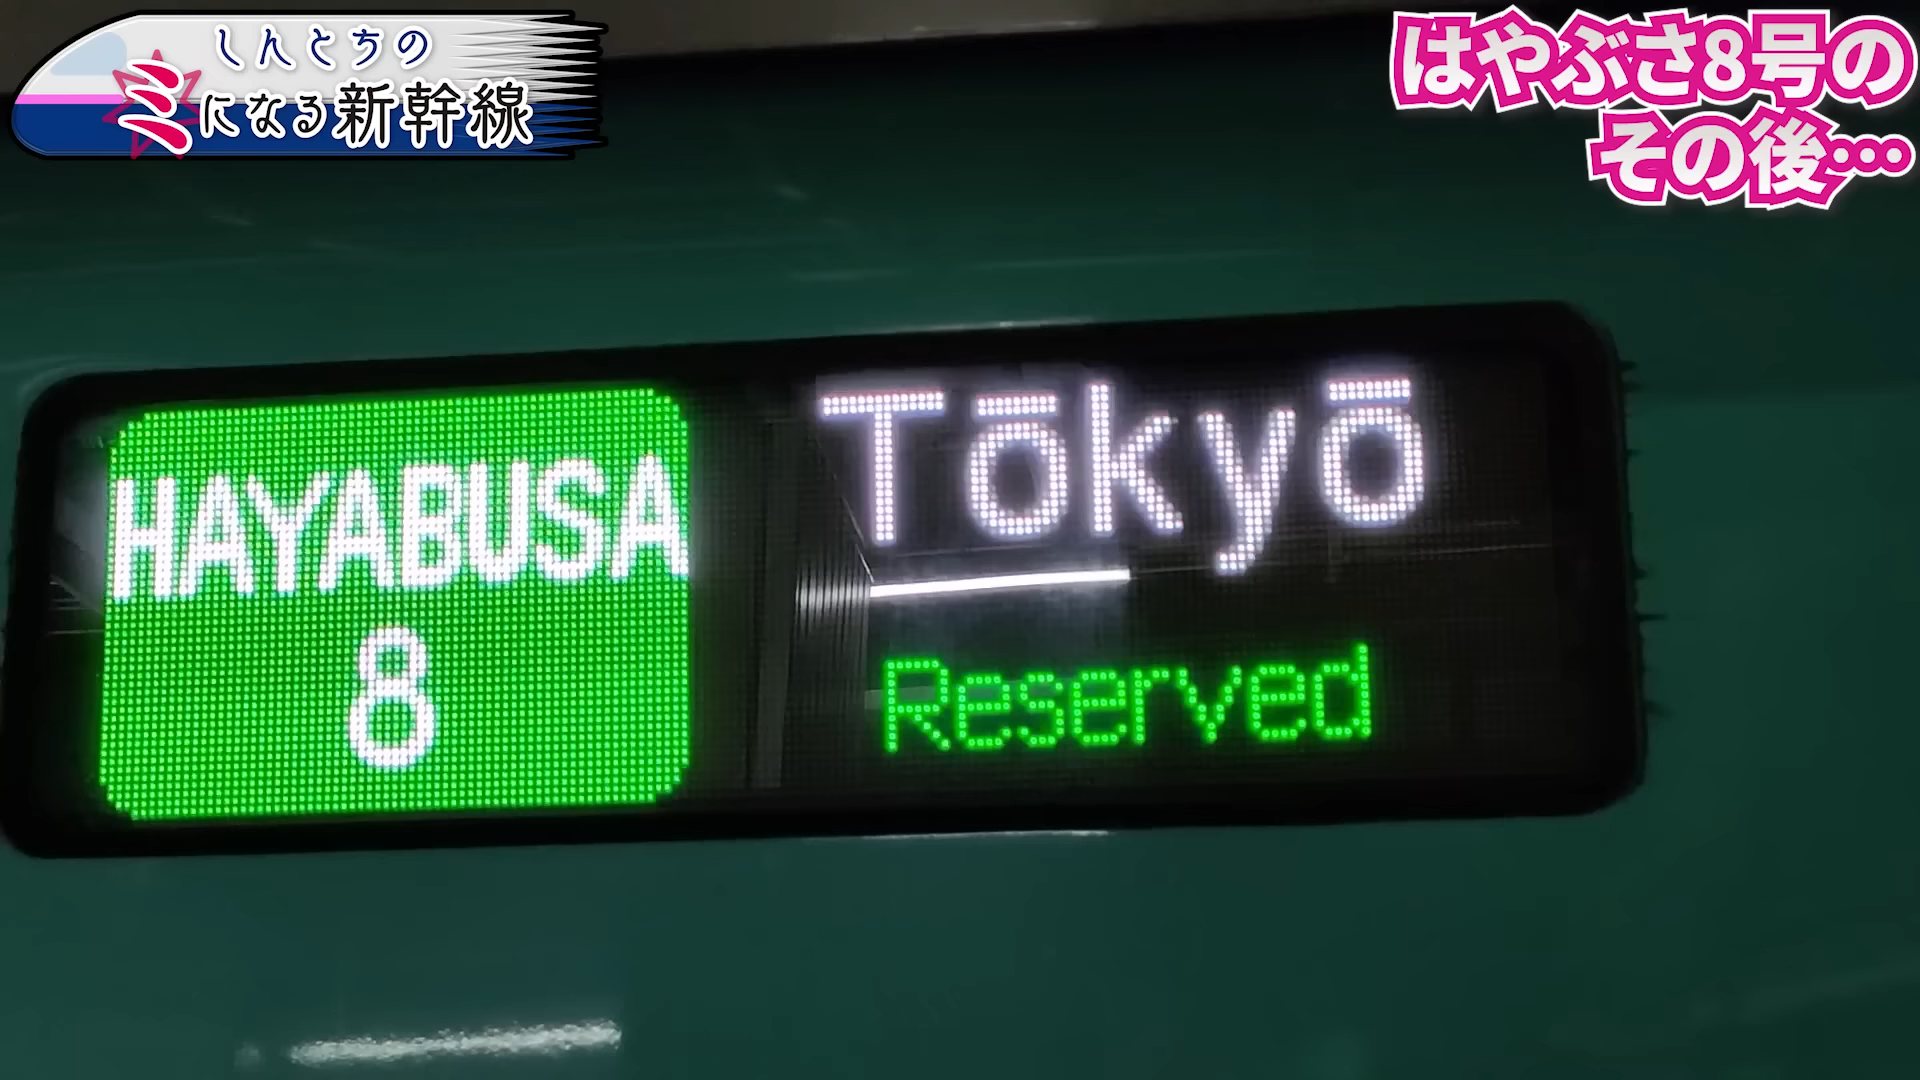 しんとちの
ミになる新幹線
はやぶさ8号の
その後…
HAYABUSA
8
Tōkyō
Reserved